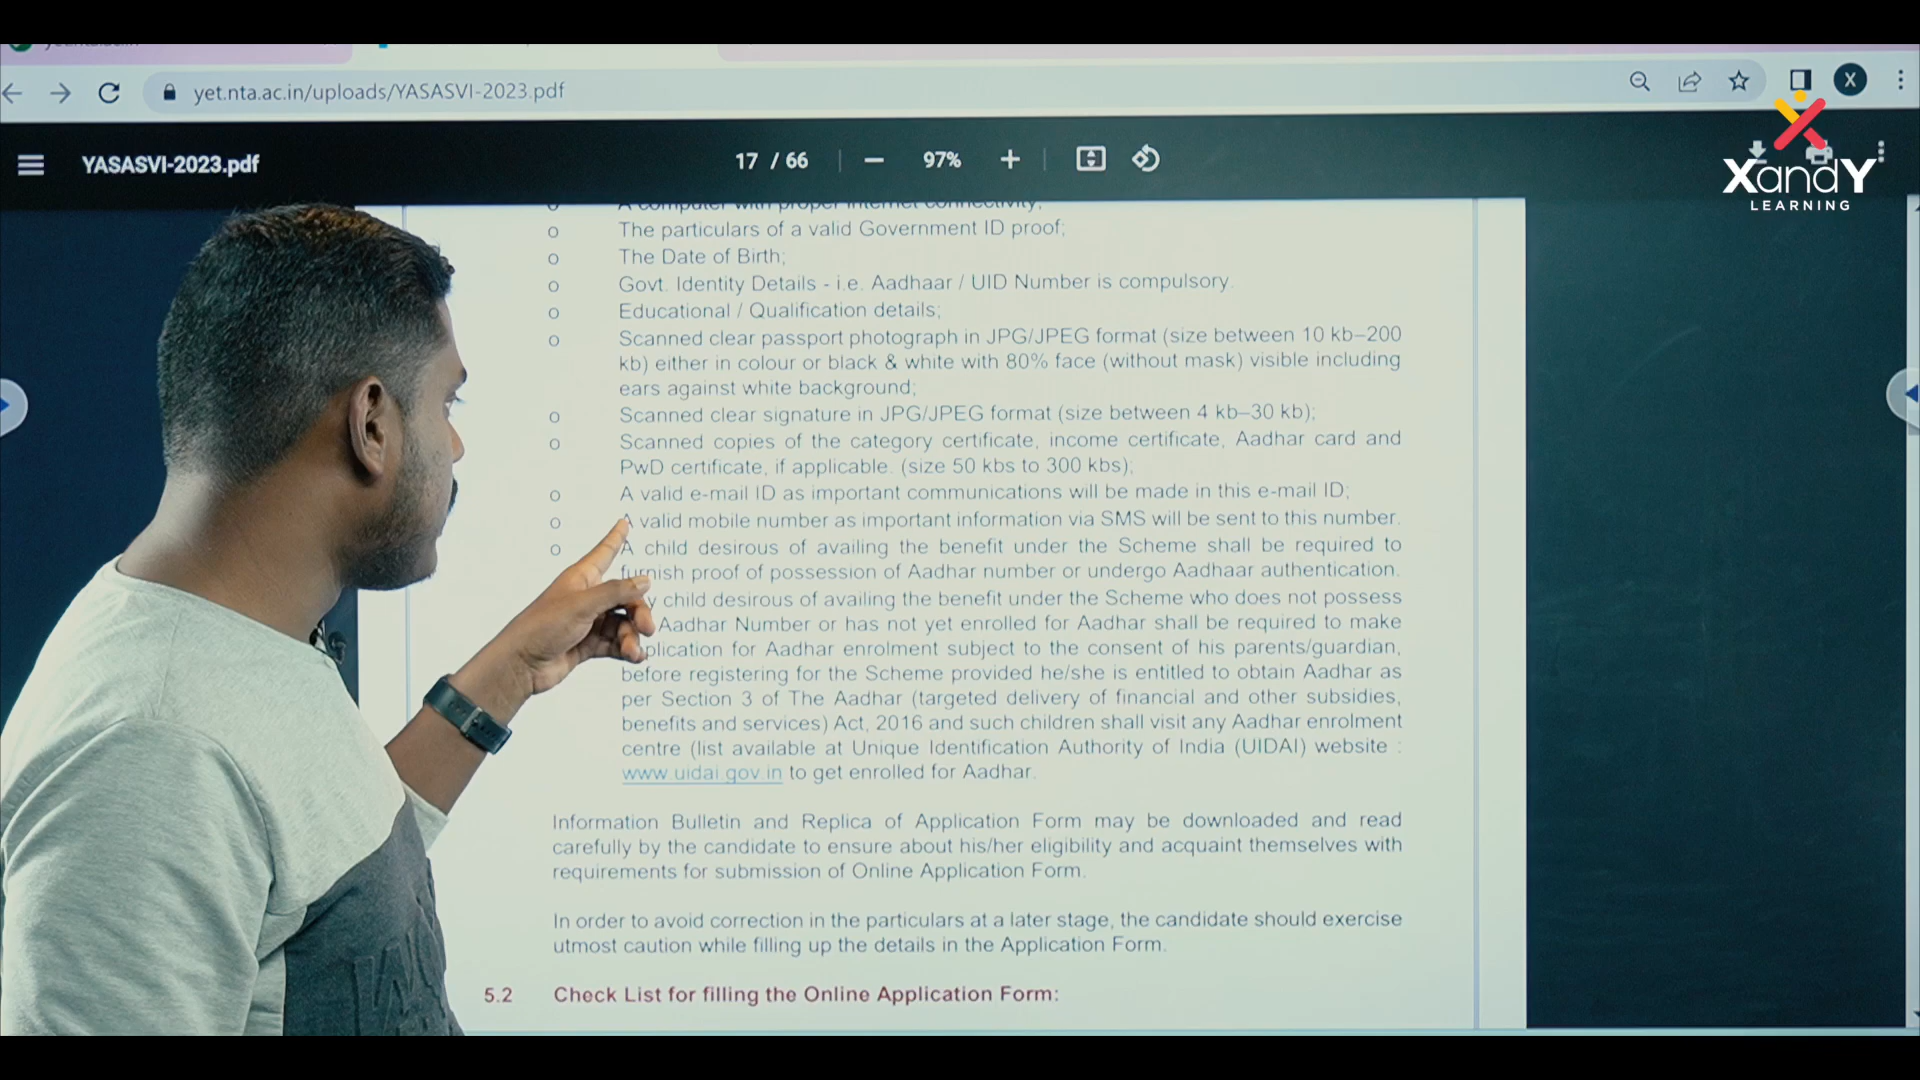 yet.nta.ac.in/uploads/YASASVI-2023.pdf
X
YASASVI-2023.pdf
17 / 66
97%
XandY
LEARNING
A computer with proper internet connectivity;
o The particulars of a valid Government ID proof;
o The Date of Birth;
o Govt. Identity Details - i.e. Aadhaar / UID Number is compulsory.
o Educational / Qualification details;
o Scanned clear passport photograph in JPG/JPEG format (size between 10 kb–200
kb) either in colour or black & white with 80% face (without mask) visible including
ears against white background;
o Scanned clear signature in JPG/JPEG format (size between 4 kb–30 kb);
o Scanned copies of the category certificate, income certificate, Aadhar card and
PwD certificate, if applicable. (size 50 kbs to 300 kbs);
o A valid e-mail ID as important communications will be made in this e-mail ID;
o A valid mobile number as important information via SMS will be sent to this number.
o A child desirous of availing the benefit under the Scheme shall be required to
furnish proof of possession of Aadhar number or undergo Aadhaar authentication.
child desirous of availing the benefit under the Scheme who does not possess
Aadhar Number or has not yet enrolled for Aadhar shall be required to make
plication for Aadhar enrolment subject to the consent of his parents/guardian,
before registering for the Scheme provided he/she is entitled to obtain Aadhar as
per Section 3 of The Aadhar (targeted delivery of financial and other subsidies,
benefits and services) Act, 2016 and such children shall visit any Aadhar enrolment
centre (list available at Unique Identification Authority of India (UIDAI) website :
www.uidai.gov.in to get enrolled for Aadhar.
Information Bulletin and Replica of Application Form may be downloaded and read
carefully by the candidate to ensure about his/her eligibility and acquaint themselves with
requirements for submission of Online Application Form.
In order to avoid correction in the particulars at a later stage, the candidate should exercise
utmost caution while filling up the details in the Application Form.
5.2 Check List for filling the Online Application Form: